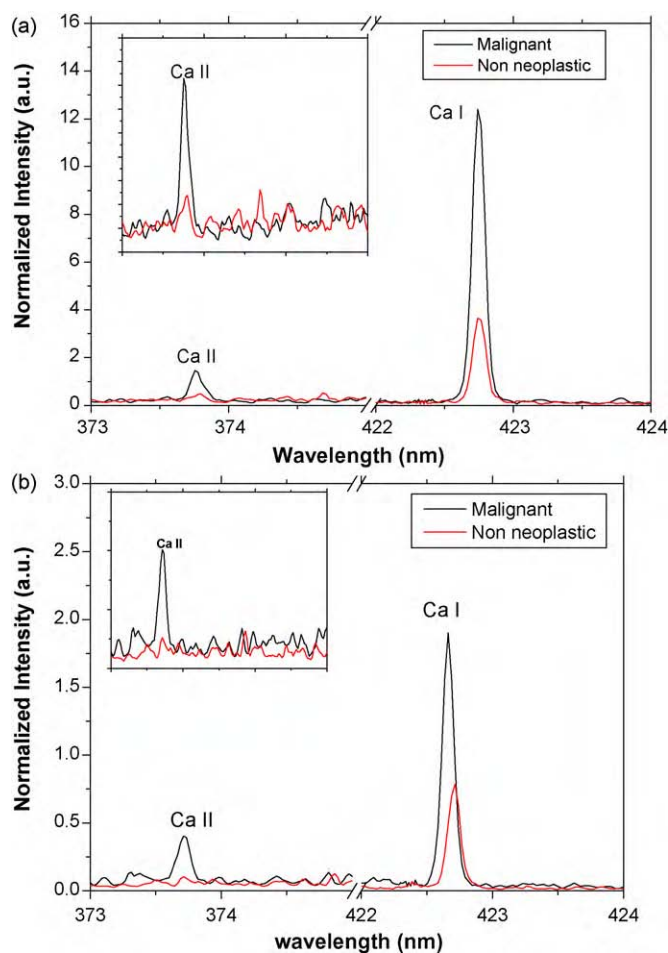 (a)
16
14
12
10
8
6
4
2
0
Normalized Intensity (a.u.)
Ca II
Malignant
Non neoplastic
Ca I
Ca II
373
374
422
423
424
Wavelength (nm)
(b)
3.0
2.5
2.0
1.5
1.0
0.5
0.0
Normalized Intensity (a.u.)
Ca II
Malignant
Non neoplastic
Ca I
Ca II
373
374
422
423
424
wavelength (nm)